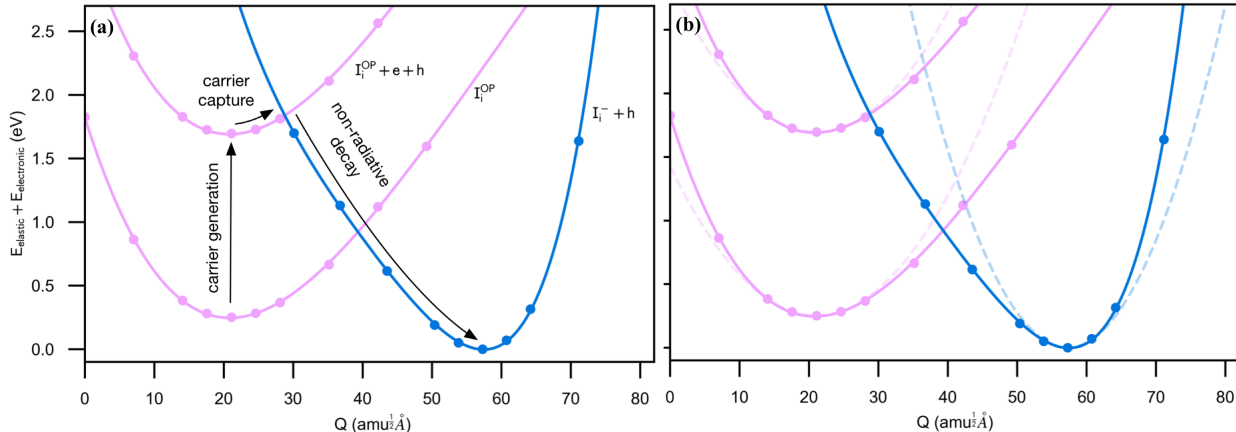 (a)
2.5
2.0
1.5
1.0
0.5
0.0
E_elastic + E_electronic (eV)
carrier
capture
carrier generation
non-radiative
decay
I_i^OP + e + h
I_i^OP
I_i^- + h
0 10 20 30 40 50 60 70 80
Q (amu^1/2 Å)
(b)
0 10 20 30 40 50 60 70 80
Q (amu^1/2 Å)